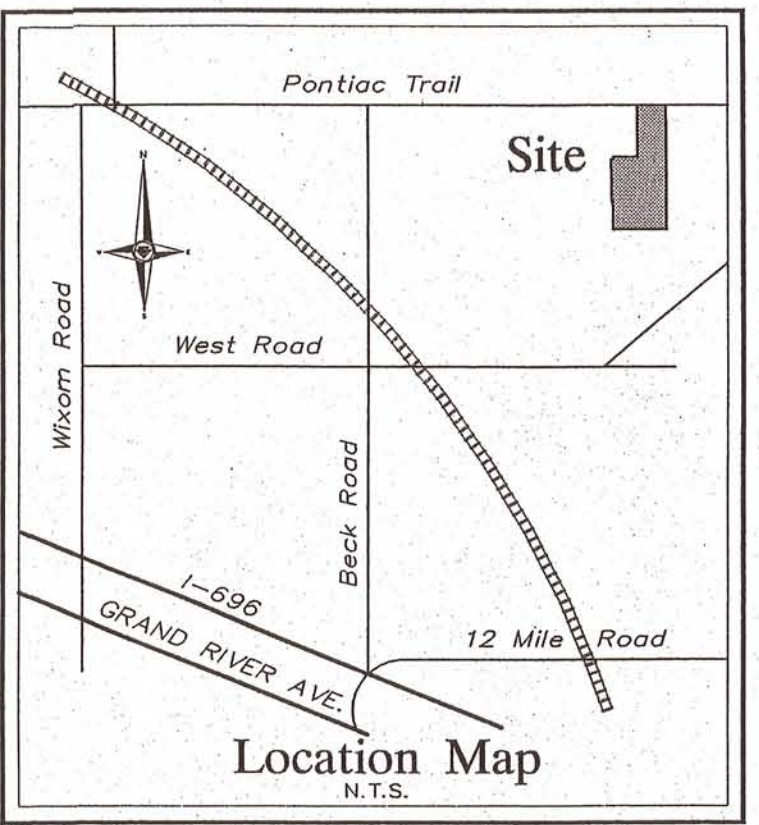 Pontiac Trail
Site
N
W
E
S
Wixom Road
West Road
Beck Road
I-696
GRAND RIVER AVE.
12 Mile Road
Location Map
N.T.S.